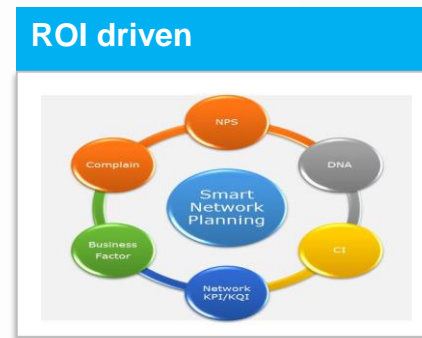 ROI driven
NPS
Complain
DNA
Smart
Network
Planning
Business
Factor
CI
Network
KPI/KQI